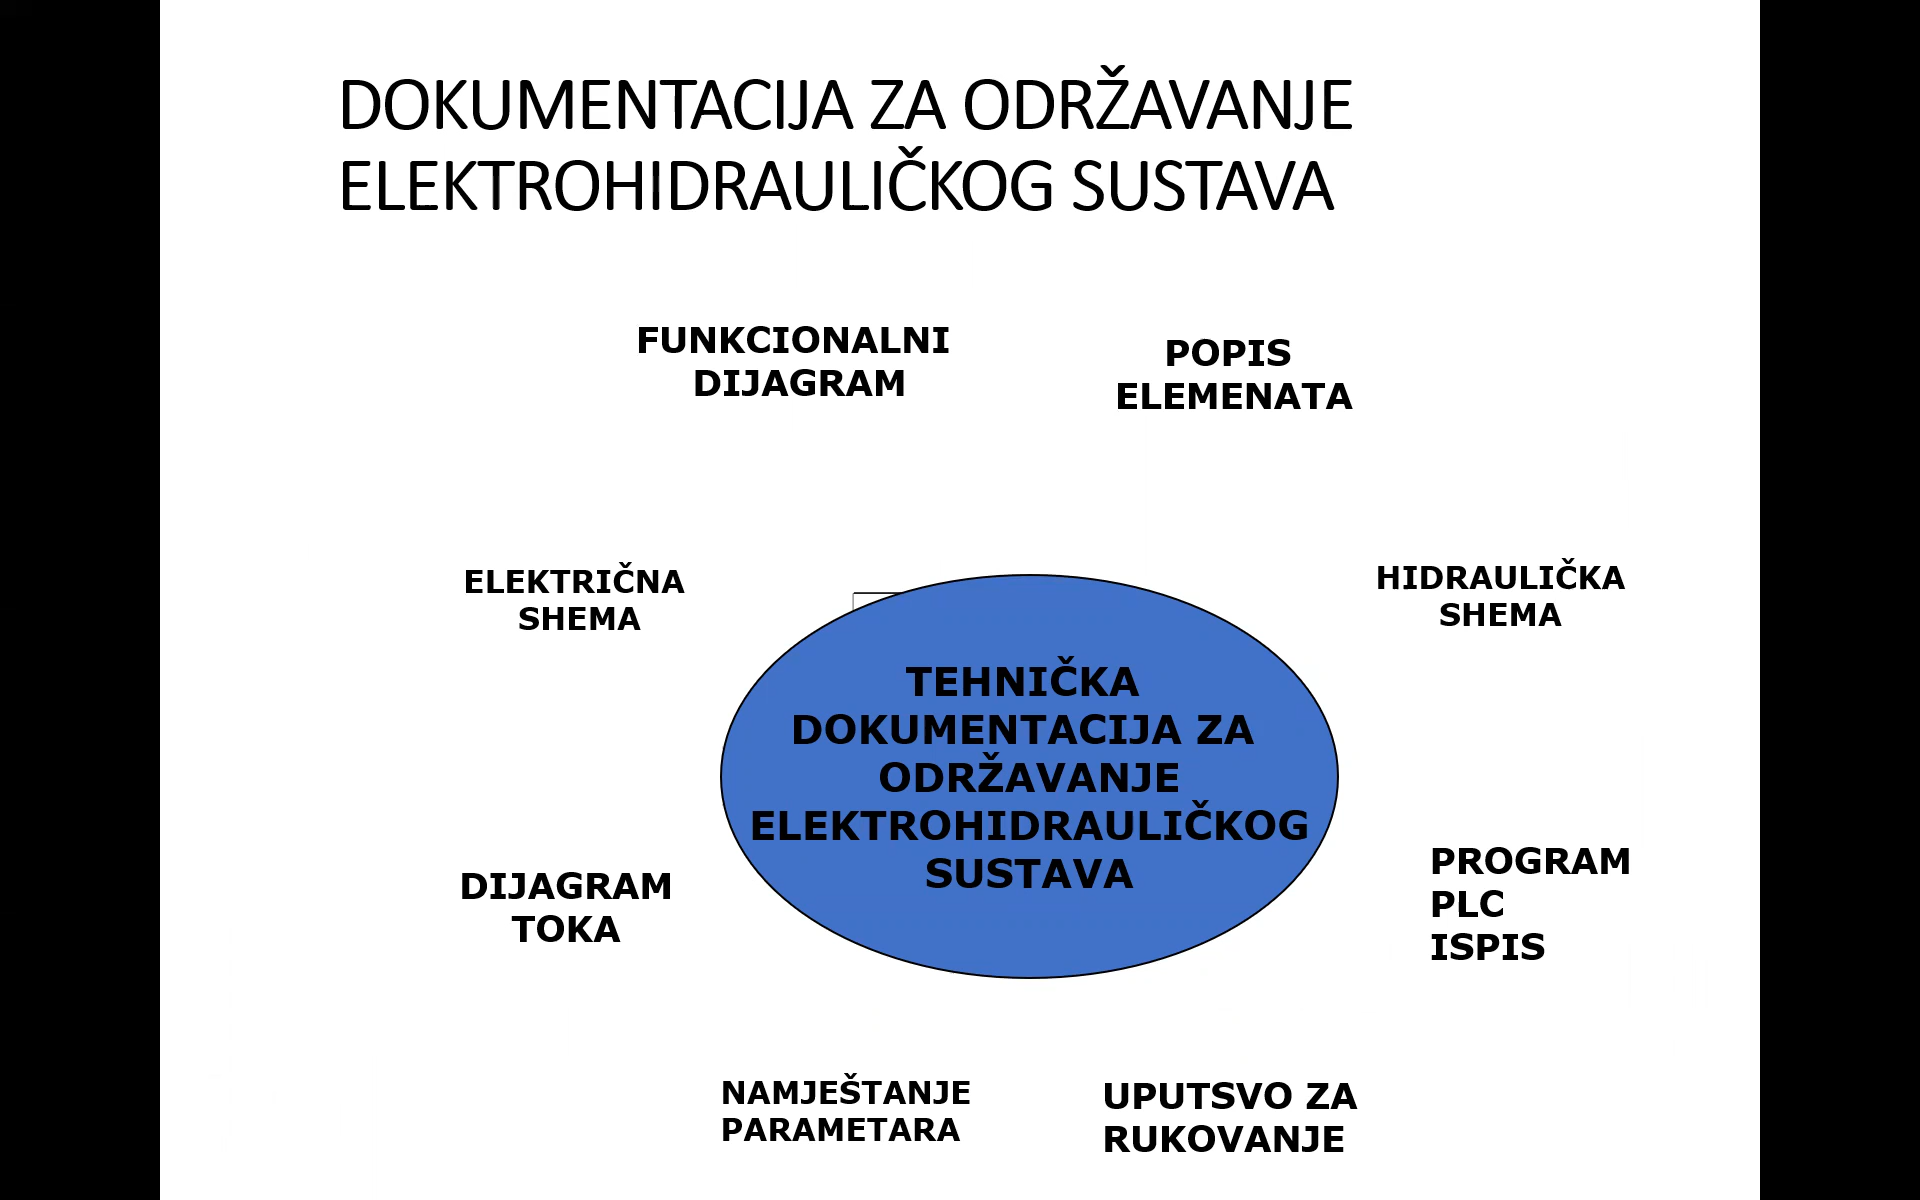 DOKUMENTACIJA ZA ODRŽAVANJE
ELEKTROHIDRAULIČKOG SUSTAVA
FUNKCIONALNI
DIJAGRAM
POPIS
ELEMENATA
ELEKTRIČNA
SHEMA
HIDRAULIČKA
SHEMA
TEHNIČKA
DOKUMENTACIJA ZA
ODRŽAVANJE
ELEKTROHIDRAULIČKOG
SUSTAVA
DIJAGRAM
TOKA
PROGRAM
PLC
ISPIS
NAMJEŠTANJE
PARAMETARA
UPUTSVO ZA
RUKOVANJE